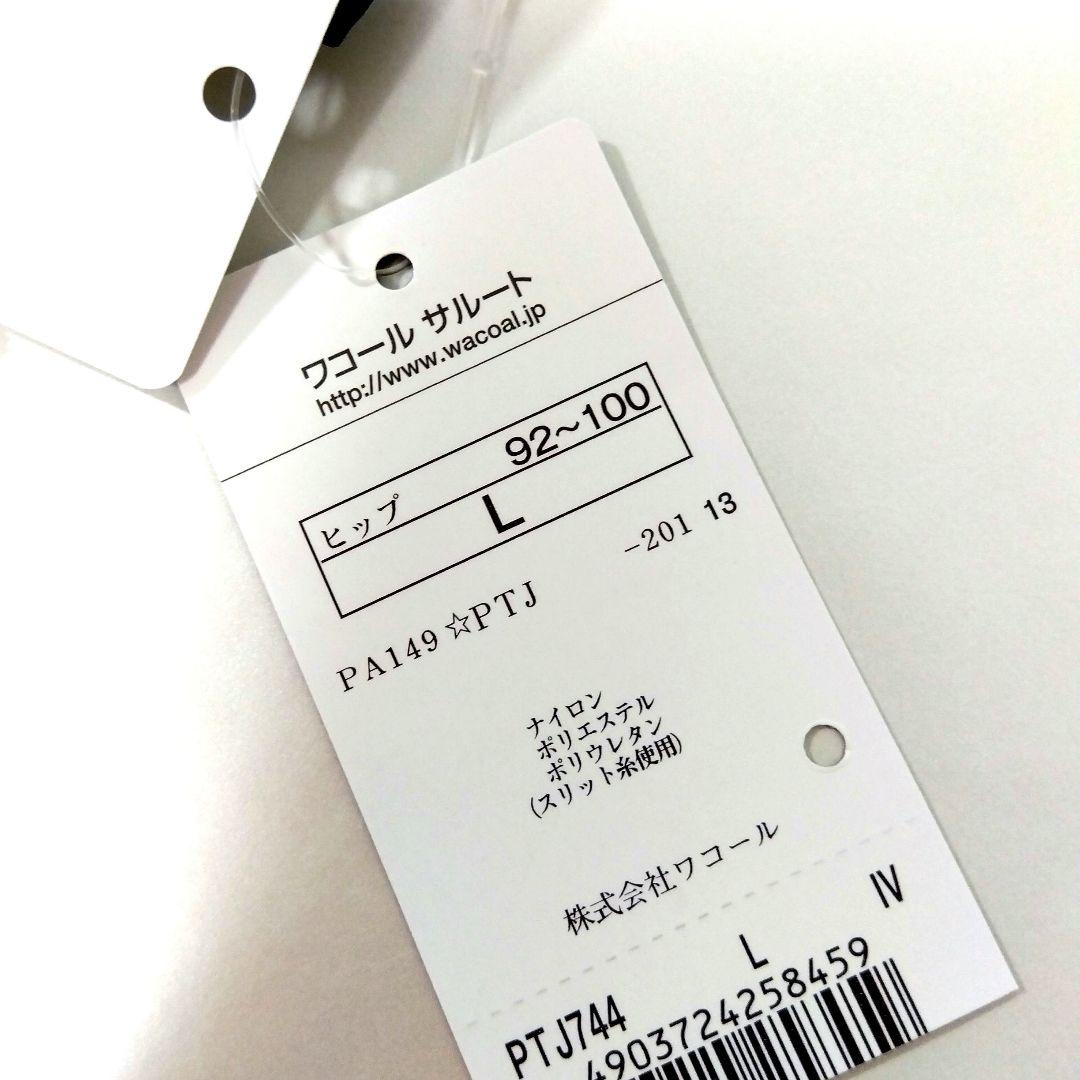 ワコール サルート
http://www.wacoal.jp
ヒップ 92~100
L
-201 13
PA149☆PTJ
ナイロン
ポリエステル
ポリウレタン
(スリット糸使用)
株式会社ワコール
PTJ744 L IV
4903724258459